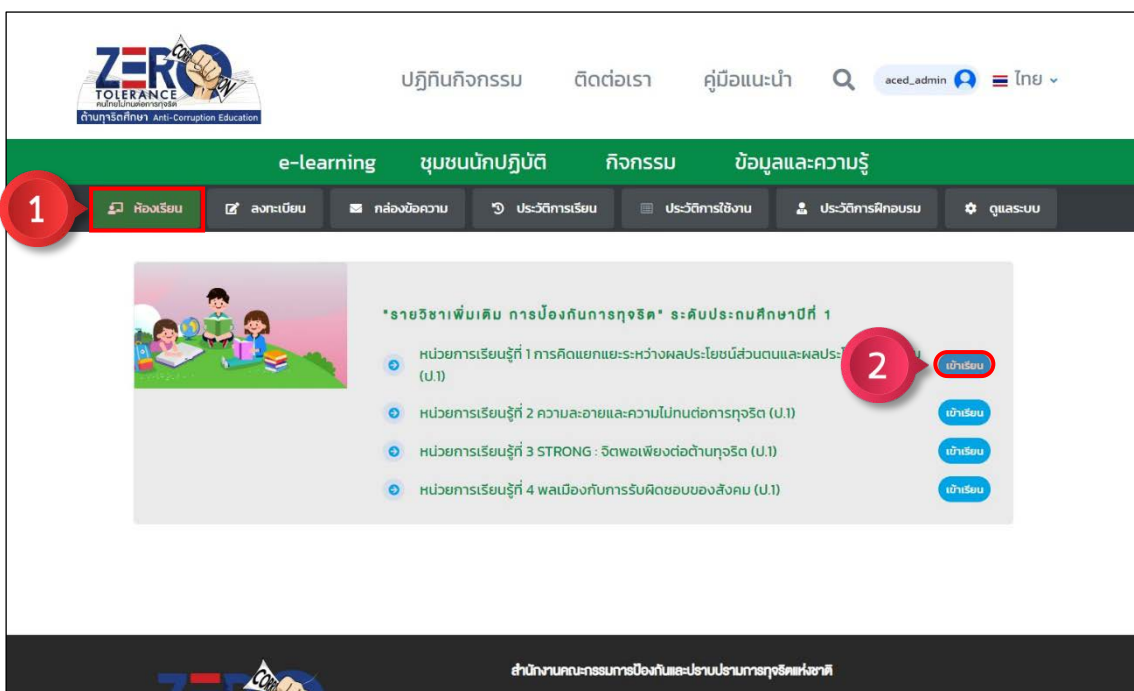 ZERO
CORRUPTION
TOLERANCE
คนไทยไม่ทนต่อการทุจริต
ต้านทุจริตศึกษา Anti-Corruption Education
ปฏิทินกิจกรรม ติดต่อเรา คู่มือแนะนำ aced_admin ไทย
e-learning ชุมชนนักปฏิบัติ กิจกรรม ข้อมูลและความรู้
1 ห้องเรียน ลงทะเบียน กล่องข้อความ ประวัติการเรียน ประวัติการใช้งาน ประวัติการฝึกอบรม ดูแลระบบ
"รายวิชาเพิ่มเติม การป้องกันการทุจริต" ระดับประถมศึกษาปีที่ 1
หน่วยการเรียนรู้ที่ 1 การคิดแยกแยะระหว่างผลประโยชน์ส่วนตนและ
(ป.1) 2 เข้าเรียน
หน่วยการเรียนรู้ที่ 2 ความละอายและความไม่ทนต่อการทุจริต (ป.1) เข้าเรียน
หน่วยการเรียนรู้ที่ 3 STRONG : จิตพอเพียงต่อต้านทุจริต (ป.1) เข้าเรียน
หน่วยการเรียนรู้ที่ 4 พลเมืองกับการรับผิดชอบของสังคม (ป.1) เข้าเรียน
สำนักงานคณะกรรมการป้องกันและปราบปรามการทุจริตแห่งชาติ